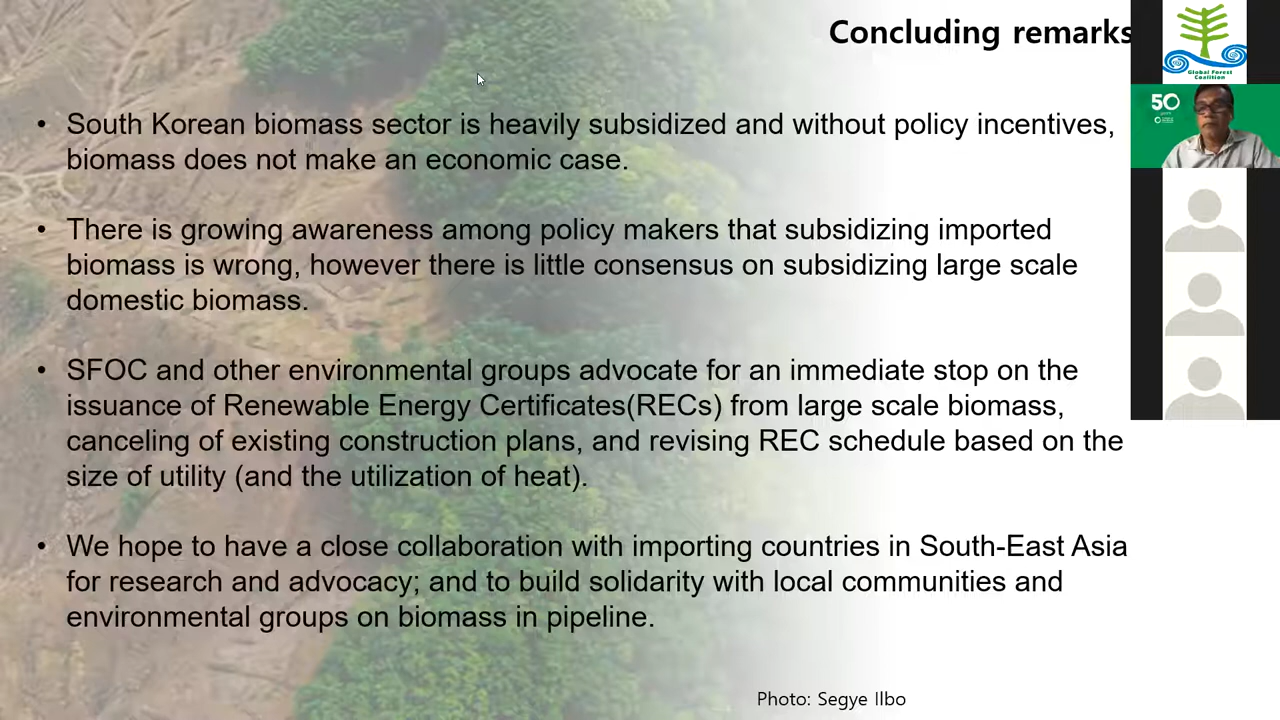 Concluding remarks
Global Forest
Coalition
50
• South Korean biomass sector is heavily subsidized and without policy incentives,
biomass does not make an economic case.
• There is growing awareness among policy makers that subsidizing imported
biomass is wrong, however there is little consensus on subsidizing large scale
domestic biomass.
• SFOC and other environmental groups advocate for an immediate stop on the
issuance of Renewable Energy Certificates(RECs) from large scale biomass,
canceling of existing construction plans, and revising REC schedule based on the
size of utility (and the utilization of heat).
• We hope to have a close collaboration with importing countries in South-East Asia
for research and advocacy; and to build solidarity with local communities and
environmental groups on biomass in pipeline.
Photo: Segye Ilbo